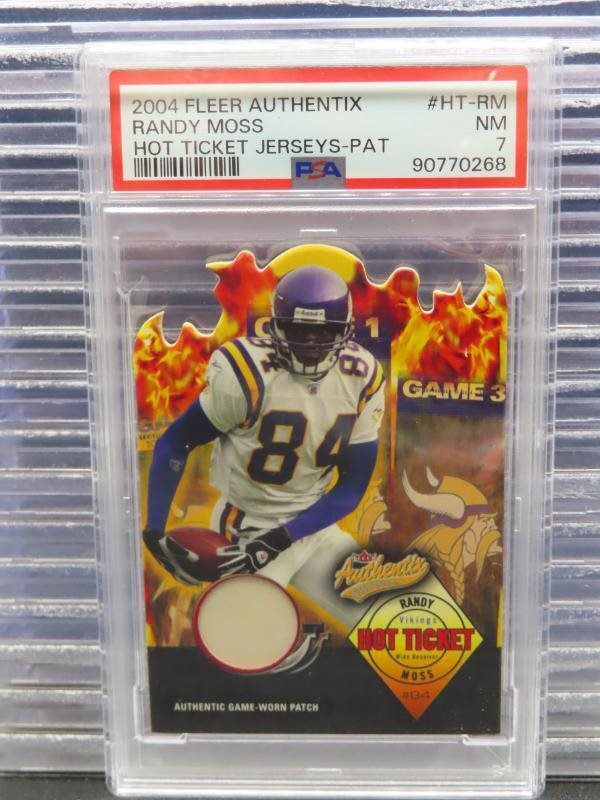 2004 FLEER AUTHENTIX #HT-RM
RANDY MOSS NM
HOT TICKET JERSEYS-PAT 7
PSA 90770268
1
GAME 3
84
84
Authentix
RANDY
Vikings
HOT TICKET
Wide Receiver
MOSS
#84
AUTHENTIC GAME-WORN PATCH